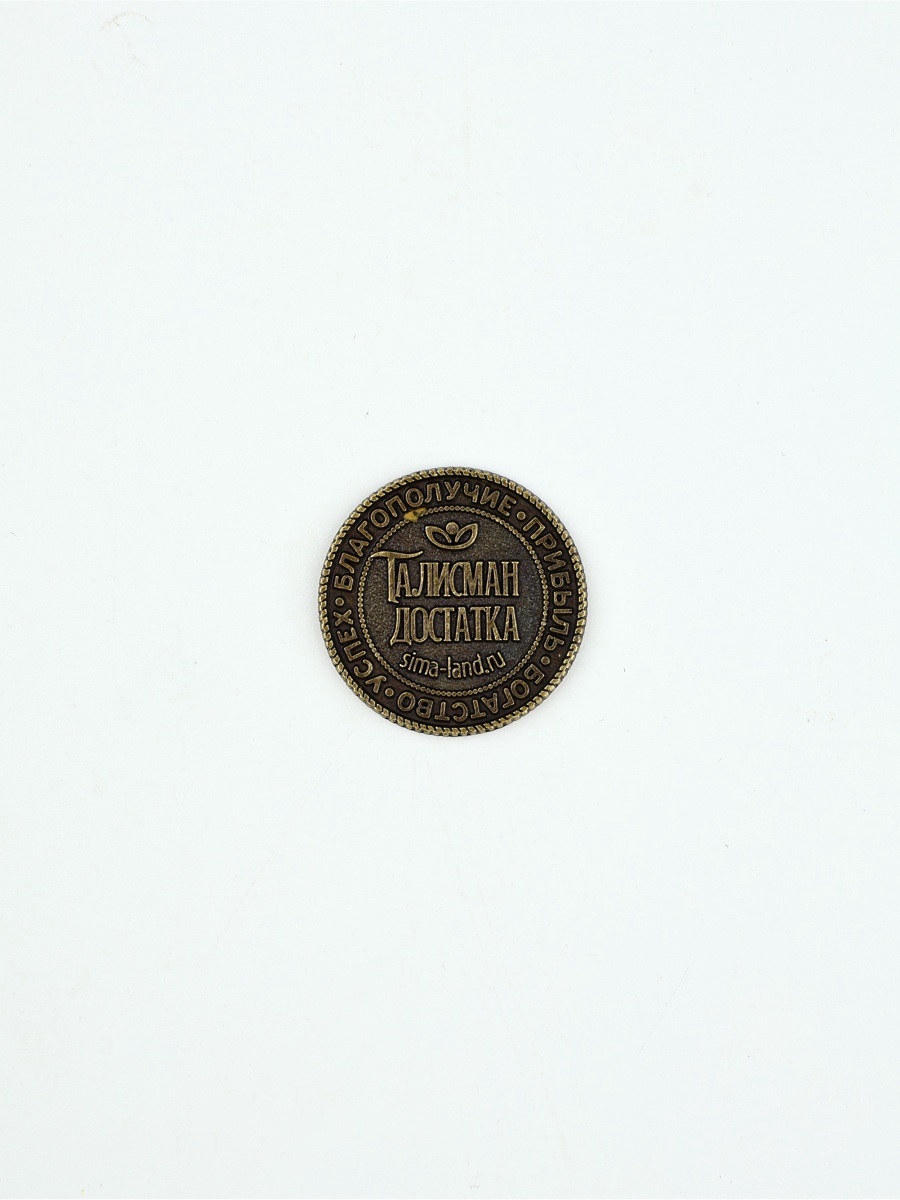 БЛАГОПОЛУЧИЕ • ПРИБЫЛЬ • БОГАТСТВО • УСПЕХ •
ТАЛИСМАН
ДОСТАТКА
sima-land.ru